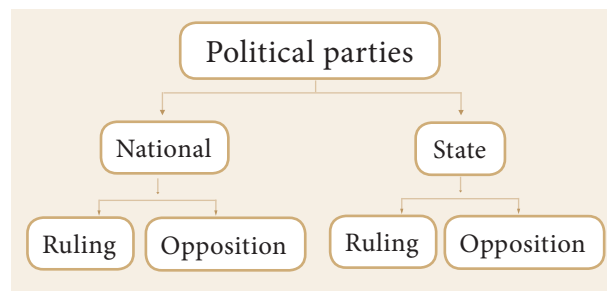 Political parties
National
State
Ruling
Opposition
Ruling
Opposition